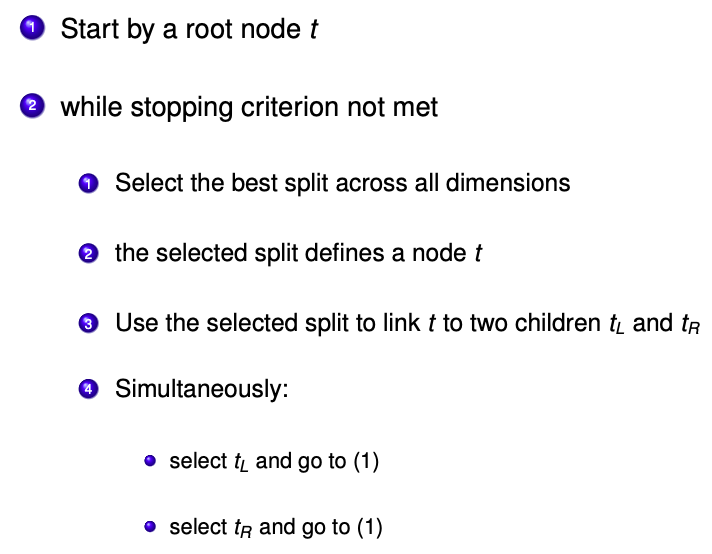 1 Start by a root node t
2 while stopping criterion not met
1 Select the best split across all dimensions
2 the selected split defines a node t
3 Use the selected split to link t to two children t_L and t_R
4 Simultaneously:
select t_L and go to (1)
select t_R and go to (1)